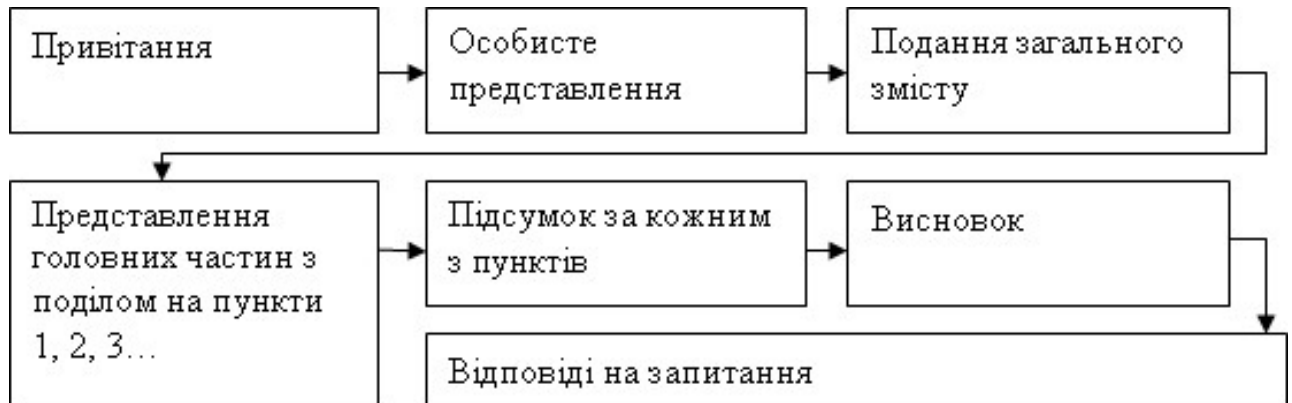 Привітання
Особисте
представлення
Подання загального
змісту
Представлення
головних частин з
поділом на пункти
1, 2, 3...
Підсумок за кожним
з пунктів
Висновок
Відповіді на запитання